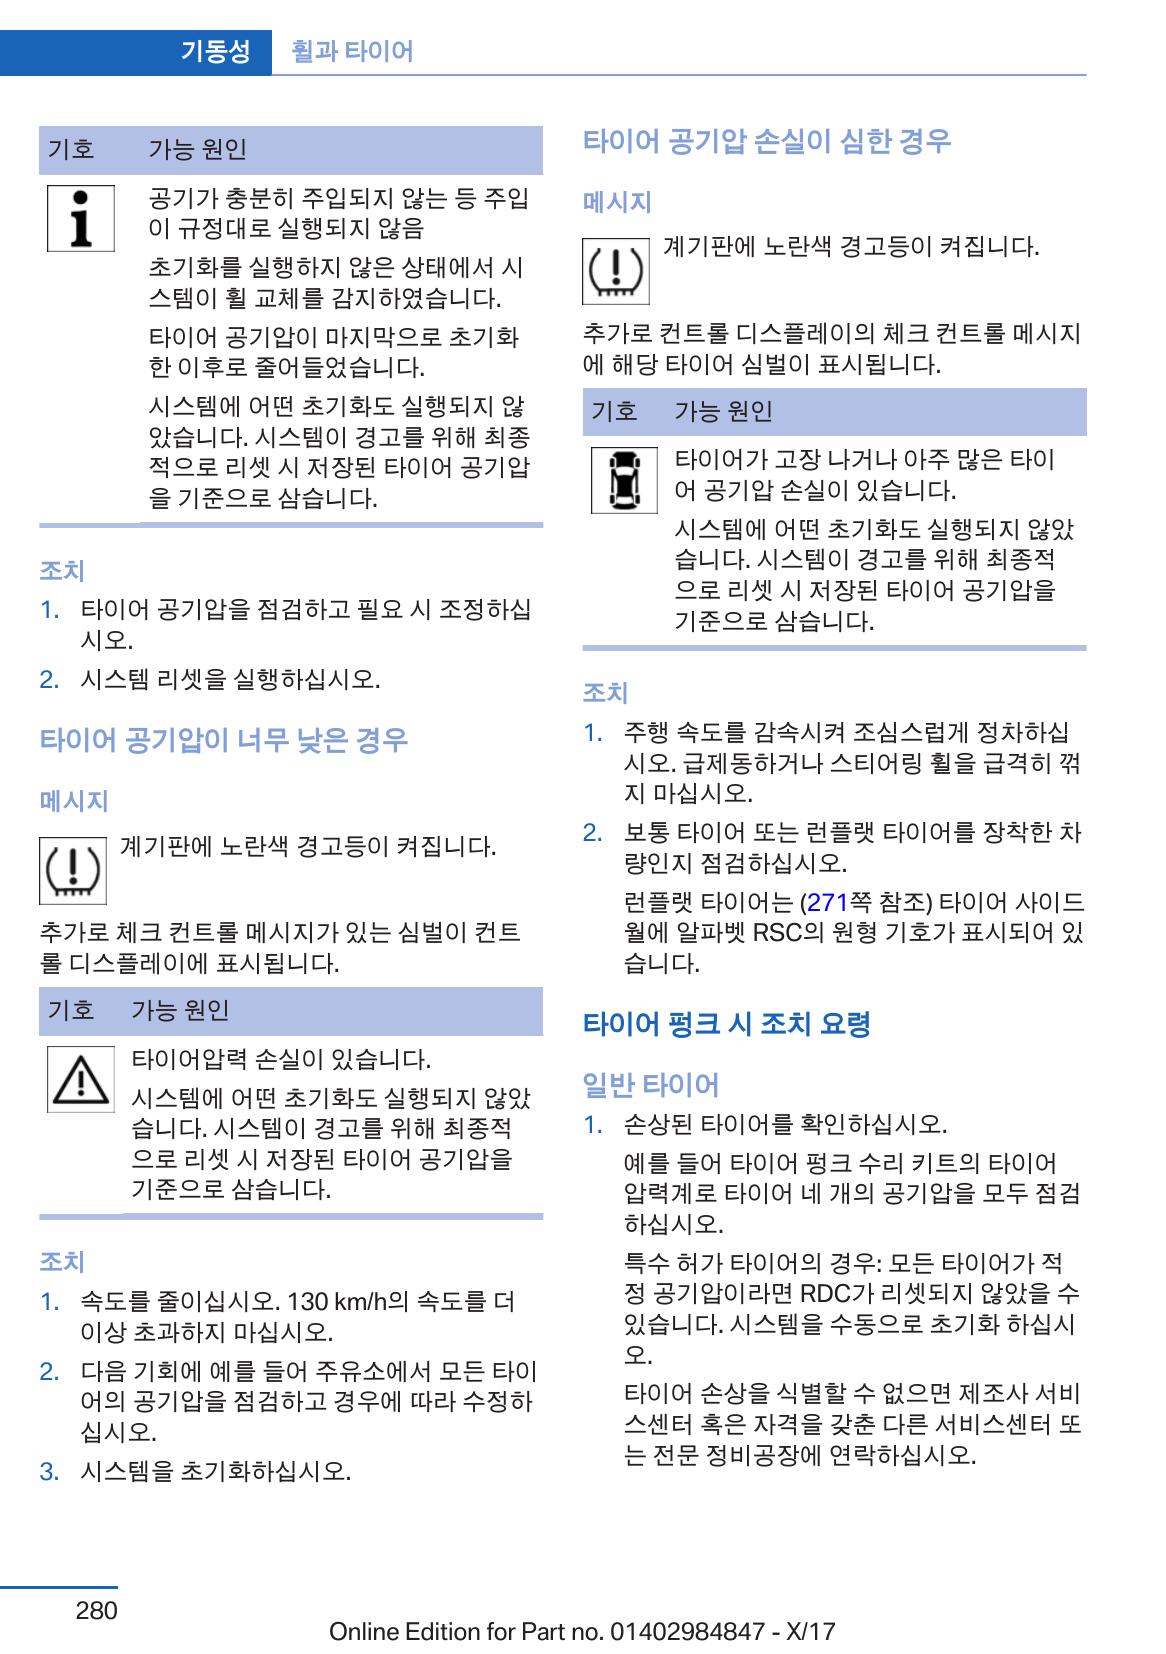 기동성 휠과 타이어
기호 가능 원인
공기가 충분히 주입되지 않는 등 주입
이 규정대로 실행되지 않음
초기화를 실행하지 않은 상태에서 시
스템이 휠 교체를 감지하였습니다.
타이어 공기압이 마지막으로 초기화
한 이후로 줄어들었습니다.
시스템에 어떤 초기화도 실행되지 않
았습니다. 시스템이 경고를 위해 최종
적으로 리셋 시 저장된 타이어 공기압
을 기준으로 삼습니다.
조치
1. 타이어 공기압을 점검하고 필요 시 조정하십
시오.
2. 시스템 리셋을 실행하십시오.
타이어 공기압이 너무 낮은 경우
메시지
계기판에 노란색 경고등이 켜집니다.
추가로 체크 컨트롤 메시지가 있는 심벌이 컨트
롤 디스플레이에 표시됩니다.
기호 가능 원인
타이어압력 손실이 있습니다.
시스템에 어떤 초기화도 실행되지 않았
습니다. 시스템이 경고를 위해 최종적
으로 리셋 시 저장된 타이어 공기압을
기준으로 삼습니다.
조치
1. 속도를 줄이십시오. 130 km/h의 속도를 더
이상 초과하지 마십시오.
2. 다음 기회에 예를 들어 주유소에서 모든 타이
어의 공기압을 점검하고 경우에 따라 수정하
십시오.
3. 시스템을 초기화하십시오.
타이어 공기압 손실이 심한 경우
메시지
계기판에 노란색 경고등이 켜집니다.
추가로 컨트롤 디스플레이의 체크 컨트롤 메시지
에 해당 타이어 심벌이 표시됩니다.
기호 가능 원인
타이어가 고장 나거나 아주 많은 타이
어 공기압 손실이 있습니다.
시스템에 어떤 초기화도 실행되지 않았
습니다. 시스템이 경고를 위해 최종적
으로 리셋 시 저장된 타이어 공기압을
기준으로 삼습니다.
조치
1. 주행 속도를 감속시켜 조심스럽게 정차하십
시오. 급제동하거나 스티어링 휠을 급격히 꺾
지 마십시오.
2. 보통 타이어 또는 런플랫 타이어를 장착한 차
량인지 점검하십시오.
런플랫 타이어는 (271쪽 참조) 타이어 사이드
월에 알파벳 RSC의 원형 기호가 표시되어 있
습니다.
타이어 펑크 시 조치 요령
일반 타이어
1. 손상된 타이어를 확인하십시오.
예를 들어 타이어 펑크 수리 키트의 타이어
압력계로 타이어 네 개의 공기압을 모두 점검
하십시오.
특수 허가 타이어의 경우: 모든 타이어가 적
정 공기압이라면 RDC가 리셋되지 않았을 수
있습니다. 시스템을 수동으로 초기화 하십시
오.
타이어 손상을 식별할 수 없으면 제조사 서비
스센터 혹은 자격을 갖춘 다른 서비스센터 또
는 전문 정비공장에 연락하십시오.
280
Online Edition for Part no. 01402984847 - X/17